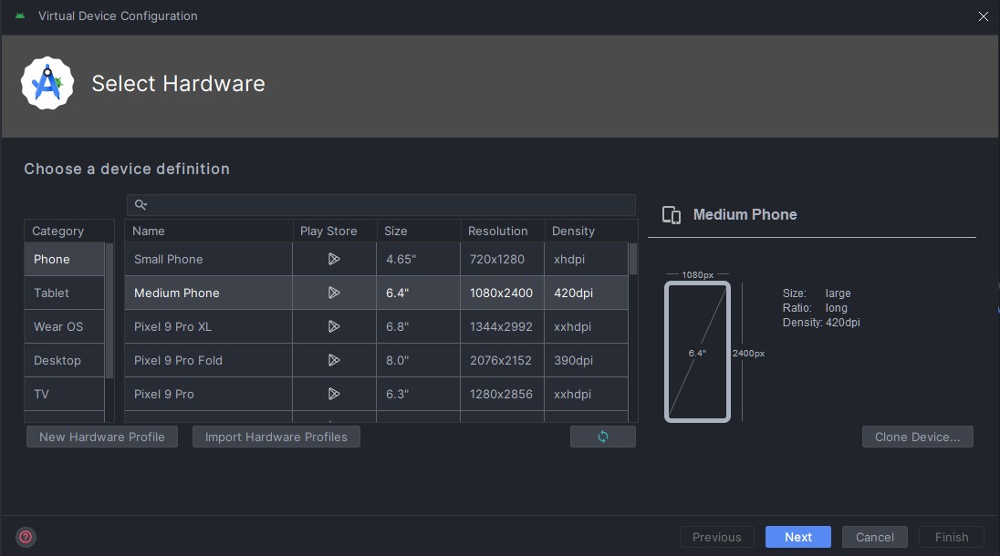 Virtual Device Configuration
Select Hardware
Choose a device definition
Category
Phone
Tablet
Wear OS
Desktop
TV
Name Play Store Size Resolution Density
Small Phone 4.65" 720x1280 xhdpi
Medium Phone 6.4" 1080x2400 420dpi
Pixel 9 Pro XL 6.8" 1344x2992 xxhdpi
Pixel 9 Pro Fold 8.0" 2076x2152 390dpi
Pixel 9 Pro 6.3" 1280x2856 xxhdpi
New Hardware Profile Import Hardware Profiles
Medium Phone
1080px
6.4"
2400px
Size: large
Ratio: long
Density: 420dpi
Clone Device...
? Previous Next Cancel Finish